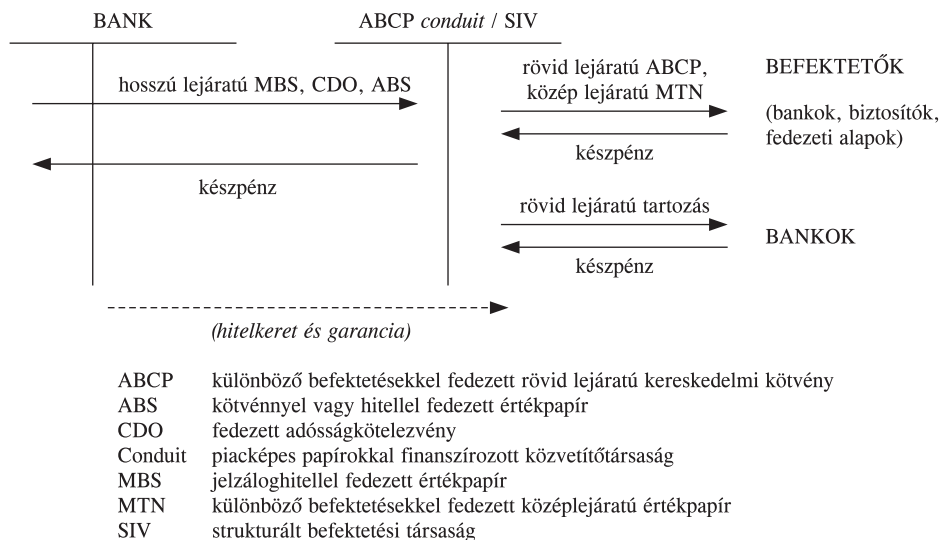 BANK
ABCP conduit / SIV
hosszú lejáratú MBS, CDO, ABS
készpénz
rövid lejáratú ABCP,
közép lejáratú MTN
készpénz
BEFEKTETŐK
(bankok, biztosítók,
fedezeti alapok)
rövid lejáratú tartozás
készpénz
BANKOK
(hitelkeret és garancia)
ABCP különböző befektetésekkel fedezett rövid lejáratú kereskedelmi kötvény
ABS kötvénnyel vagy hitellel fedezett értékpapír
CDO fedezett adósságkötelezvény
Conduit piacképes papírokkal finanszírozott közvetítőtársaság
MBS jelzáloghitellel fedezett értékpapír
MTN különböző befektetésekkel fedezett középlejáratú értékpapír
SIV strukturált befektetési társaság